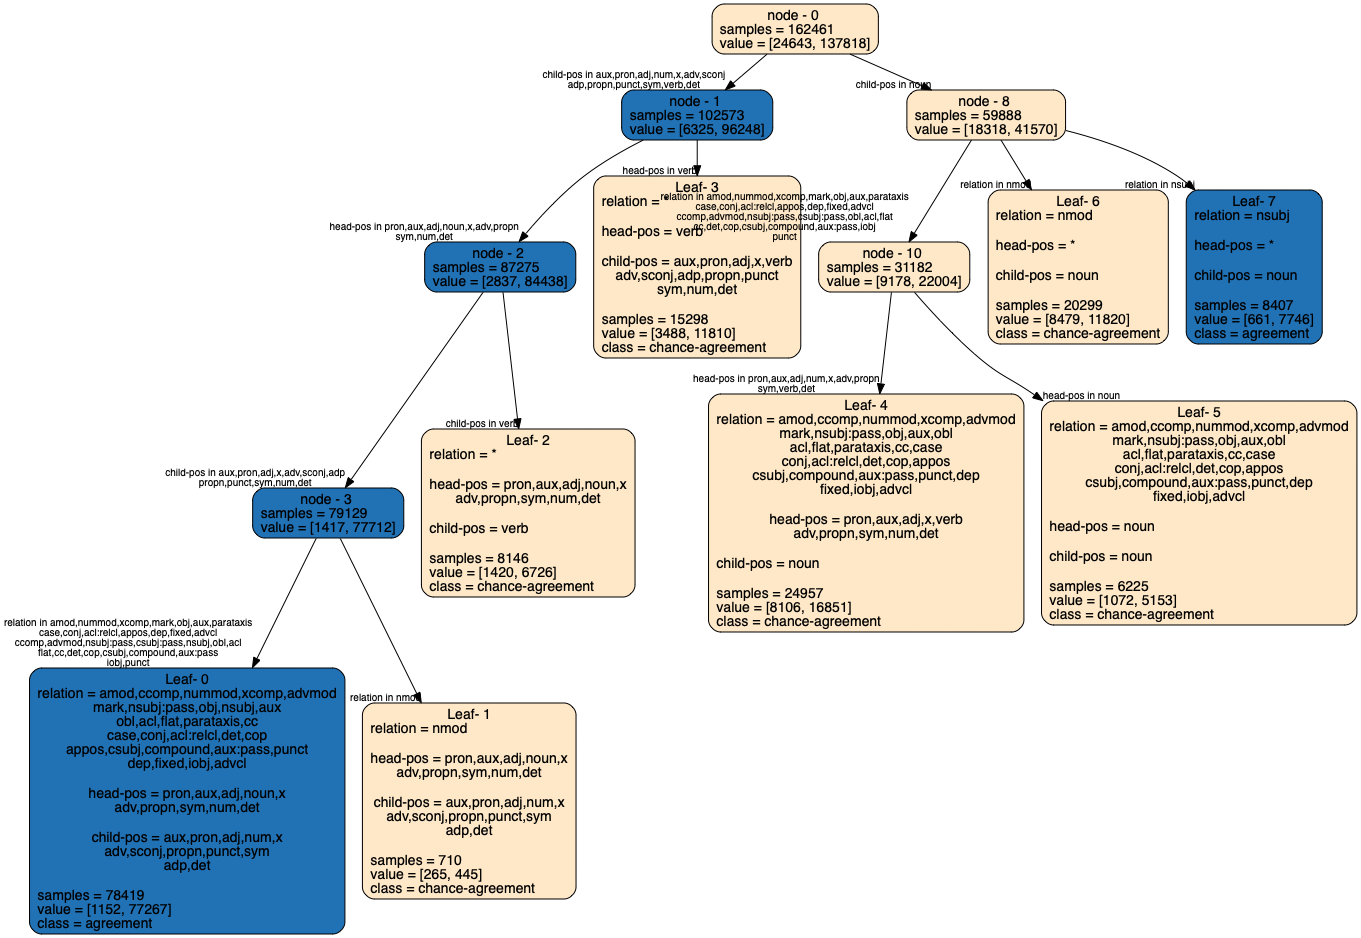 node - 0
samples = 162461
value = [24643, 137818]
child-pos in aux,pron,adj,num,x,adv,sconj
adp,propn,punct,sym,verb,det
child-pos in noun
node - 1
samples = 102573
value = [6325, 96248]
node - 8
samples = 59888
value = [18318, 41570]
head-pos in verb
relation in nmod
relation in nsubj
Leaf- 3
relation = *
head-pos = verb
child-pos = aux,pron,adj,x,verb
adv,sconj,adp,propn,punct
sym,num,det
samples = 15298
value = [3488, 11810]
class = chance-agreement
relation in amod,nummod,xcomp,mark,obj,aux,parataxis
case,conj,acl:relcl,appos,dep,fixed,advcl
ccomp,advmod,nsubj:pass,csubj:pass,obl,acl,flat
cc,det,cop,csubj,compound,aux:pass,iobj
punct
Leaf- 6
relation = nmod
head-pos = *
child-pos = noun
samples = 20299
value = [8479, 11820]
class = chance-agreement
Leaf- 7
relation = nsubj
head-pos = *
child-pos = noun
samples = 8407
value = [661, 7746]
class = agreement
head-pos in pron,aux,adj,noun,x,adv,propn
sym,num,det
node - 2
samples = 87275
value = [2837, 84438]
node - 10
samples = 31182
value = [9178, 22004]
head-pos in pron,aux,adj,num,x,adv,propn
sym,verb,det
head-pos in noun
Leaf- 4
relation = amod,ccomp,nummod,xcomp,advmod
mark,nsubj:pass,obj,aux,obl
acl,flat,parataxis,cc,case
conj,acl:relcl,det,cop,appos
csubj,compound,aux:pass,punct,dep
fixed,iobj,advcl
head-pos = pron,aux,adj,x,verb
adv,propn,sym,num,det
child-pos = noun
samples = 24957
value = [8106, 16851]
class = chance-agreement
Leaf- 5
relation = amod,ccomp,nummod,xcomp,advmod
mark,nsubj:pass,obj,aux,obl
acl,flat,parataxis,cc,case
conj,acl:relcl,det,cop,appos
csubj,compound,aux:pass,punct,dep
fixed,iobj,advcl
head-pos = noun
child-pos = noun
samples = 6225
value = [1072, 5153]
class = chance-agreement
child-pos in verb
Leaf- 2
relation = *
head-pos = pron,aux,adj,noun,x
adv,propn,sym,num,det
child-pos = verb
samples = 8146
value = [1420, 6726]
class = chance-agreement
child-pos in aux,pron,adj,x,adv,sconj,adp
propn,punct,sym,num,det
node - 3
samples = 79129
value = [1417, 77712]
relation in amod,nummod,xcomp,mark,obj,aux,parataxis
case,conj,acl:relcl,appos,dep,fixed,advcl
ccomp,advmod,nsubj:pass,csubj:pass,nsubj,obl,acl
flat,cc,det,cop,csubj,compound,aux:pass
iobj,punct
relation in nmod
Leaf- 0
relation = amod,ccomp,nummod,xcomp,advmod
mark,nsubj:pass,obj,nsubj,aux
obl,acl,flat,parataxis,cc
case,conj,acl:relcl,det,cop
appos,csubj,compound,aux:pass,punct
dep,fixed,iobj,advcl
head-pos = pron,aux,adj,noun,x
adv,propn,sym,num,det
child-pos = aux,pron,adj,num,x
adv,sconj,propn,punct,sym
adp,det
samples = 78419
value = [1152, 77267]
class = agreement
Leaf- 1
relation = nmod
head-pos = pron,aux,adj,noun,x
adv,propn,sym,num,det
child-pos = aux,pron,adj,num,x
adv,sconj,propn,punct,sym
adp,det
samples = 710
value = [265, 445]
class = chance-agreement